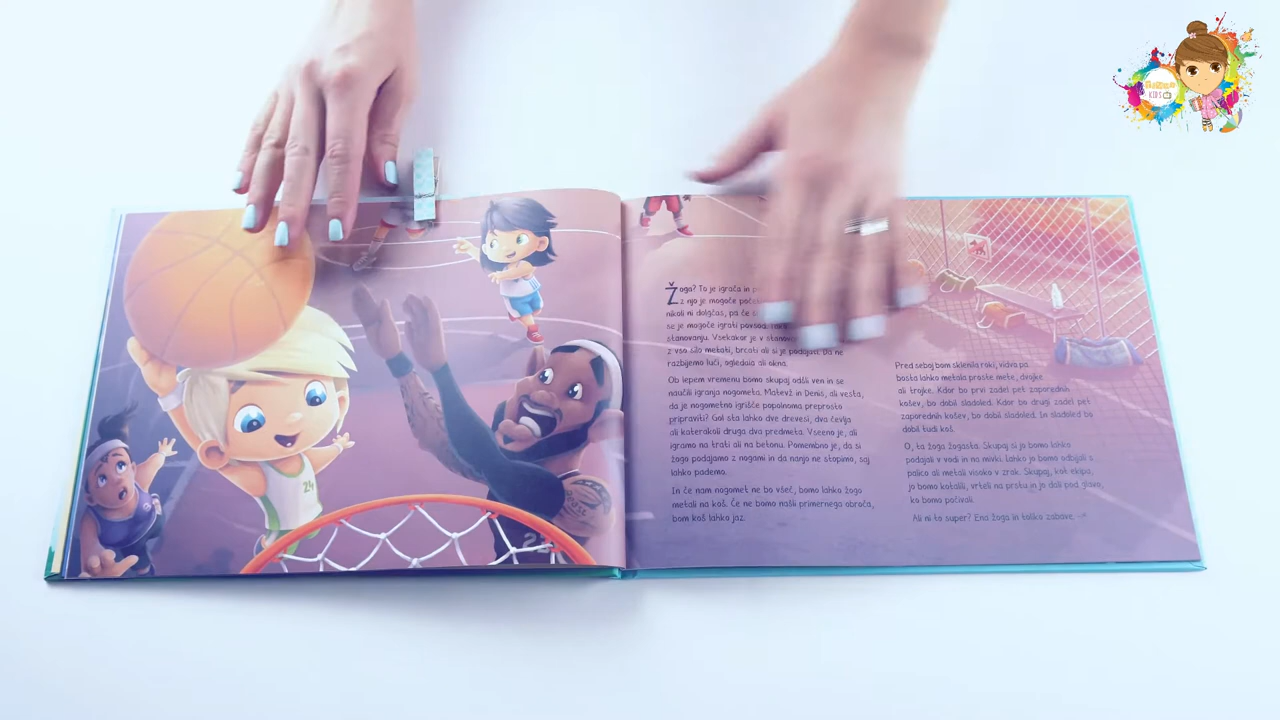 Žoga? To je igrača in
z njo je mogoče
nikoli ni dolgčas, pa če
se je mogoče igrati povsod.
stanovanju. Vsekakor je v
z vso silo metati, brcati ali si je podajati. Da ne
razbijemo luči, ogledala ali okna.
Ob lepem vremenu bomo skupaj odšli ven in se
naučili igranja nogometa. Matevž in Denis, ali vesta,
da je nogometno igrišče popolnoma preprosto
pripraviti? Gol sta lahko dve drevesi, dva čevlja
ali katerakoli druga dva predmeta. Vseeno je, ali
igramo na trati ali na betonu. Pomembno je, da si
žogo podajamo z nogami in da nanjo ne stopimo, saj
lahko pademo.
In če nam nogomet ne bo všeč, bomo lahko žogo
metali na koš. Če ne bomo našli primernega obroča,
bom koš lahko jaz.
Pred seboj bom sklenila roki, vidva pa
bosta lahko metala proste mete, dvojke
ali trojke. Kdor bo prvi zadel pet zaporednih
košev, bo dobil sladoled. Kdor bo drugi zadel pet
zaporednih košev, bo dobil sladoled. In sladoled bo
dobil tudi koš.
O, ta žoga žogasta. Skupaj si jo bomo lahko
podajali v vodi in na mivki. Lahko jo bomo odbijali s
palico ali metali visoko v zrak. Skupaj, kot ekipa,
jo bomo kotalili, vrteli na prstu in jo dali pod glavo,
ko bomo počivali.
Ali ni to super? Ena žoga in toliko zabave.
24
KIDS